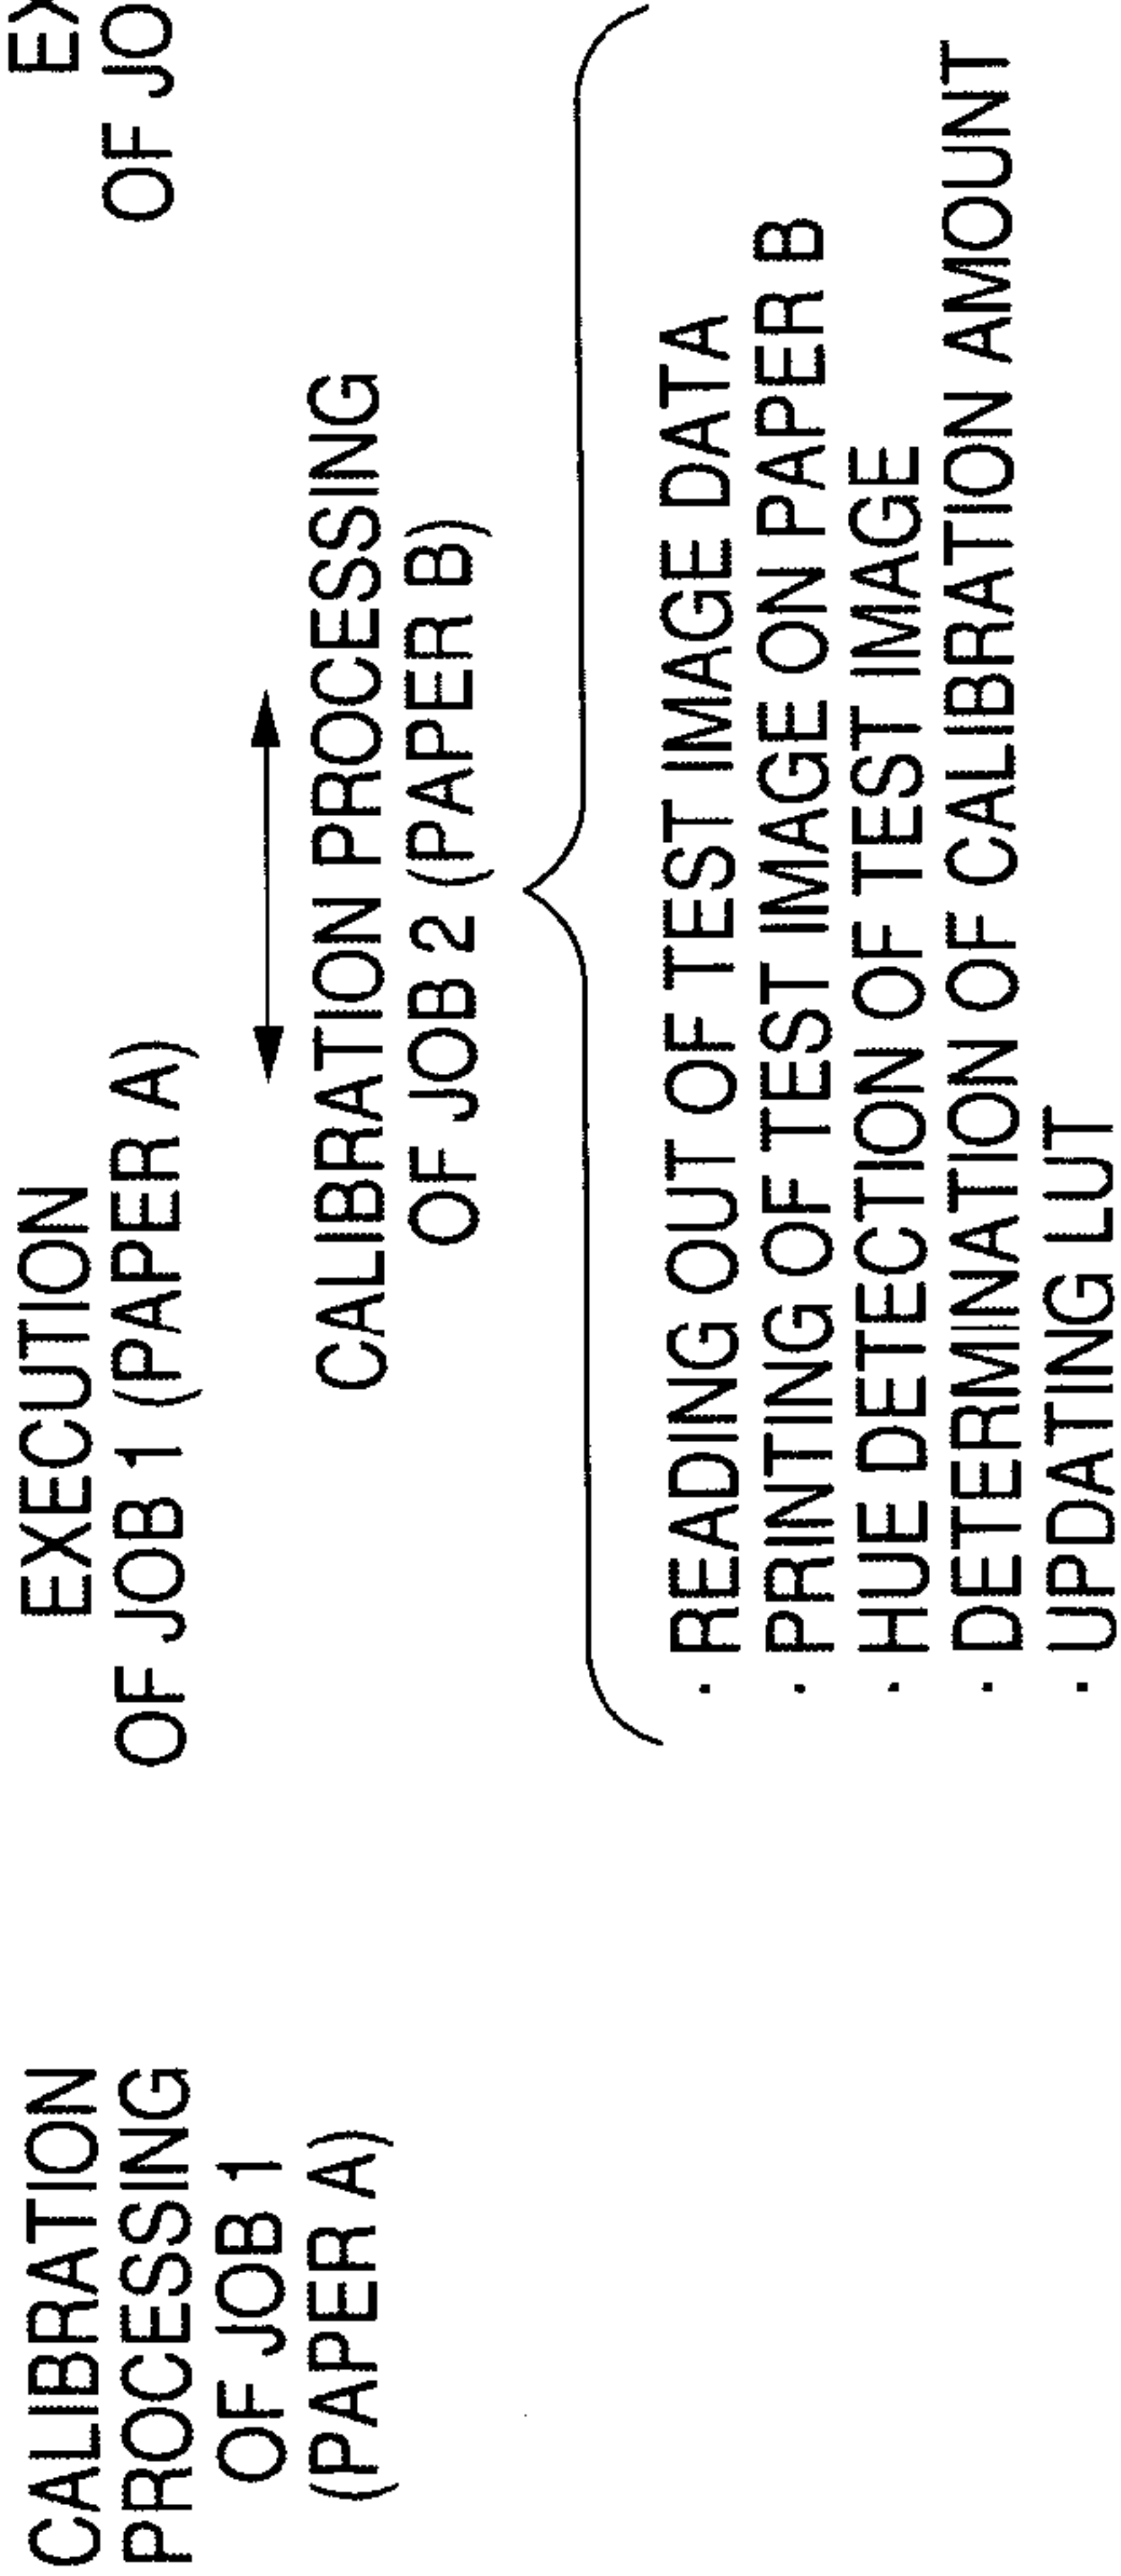 CALIBRATION
PROCESSING
OF JOB 1
(PAPER A)
EXECUTION
OF JOB 1 (PAPER A)
EX
OF JO
CALIBRATION PROCESSING
OF JOB 2 (PAPER B)
· READING OUT OF TEST IMAGE DATA
· PRINTING OF TEST IMAGE ON PAPER B
· HUE DETECTION OF TEST IMAGE
· DETERMINATION OF CALIBRATION AMOUNT
· UPDATING LUT